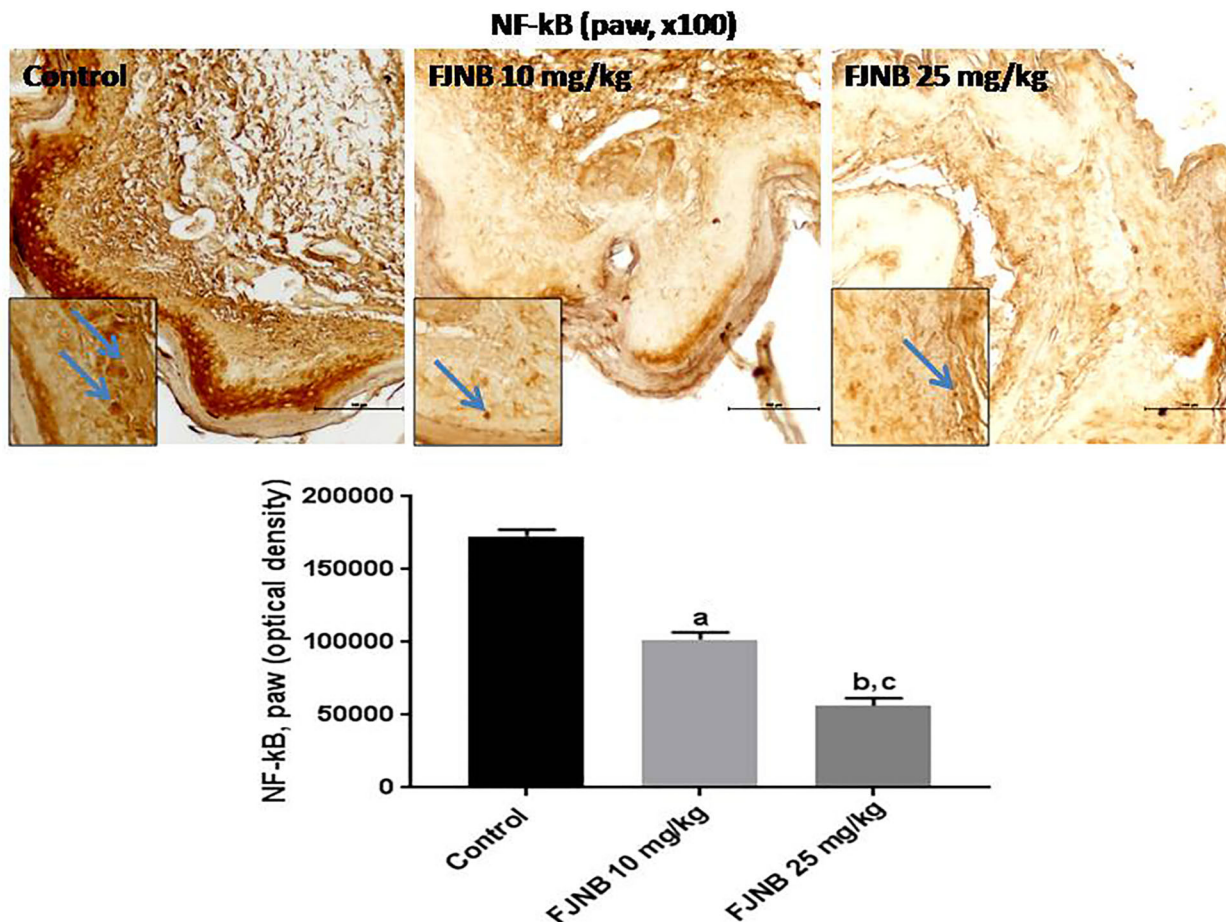 NF-kB (paw, x100)
Control
FJNB 10 mg/kg
FJNB 25 mg/kg
NF-kB, paw (optical density)
200000
150000
100000
50000
0
a
b,c
Control
FJNB 10 mg/kg
FJNB 25 mg/kg